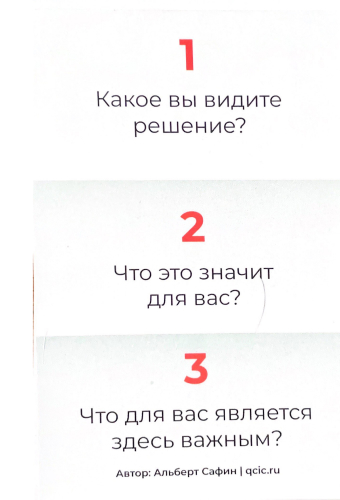 1
Какое вы видите
решение?
2
Что это значит
для вас?
3
Что для вас является
здесь важным?
Автор: Альберт Сафин | qcic.ru